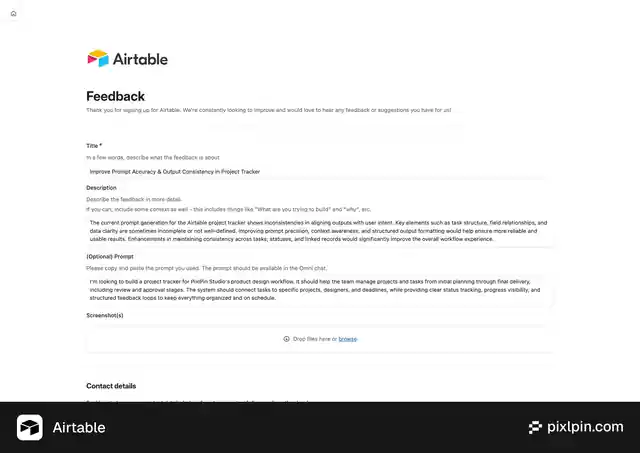 Airtable
Feedback
Thank you for signing up for Airtable. We're constantly looking to improve and would love to hear any feedback or suggestions you have for us!
Title *
In a few words, describe what the feedback is about
Improve Prompt Accuracy & Output Consistency in Project Tracker
Description
Describe the feedback in more detail.
If you can, include some context as well - this includes things like "What are you trying to build" and "why", etc.
The current prompt generation for the Airtable project tracker shows inconsistencies in aligning outputs with user intent. Key elements such as task structure, field relationships, and
data clarity are sometimes incomplete or not well-defined. Improving prompt precision, context awareness, and structured output formatting would help ensure more reliable and
usable results. Enhancements in maintaining consistency across tasks, statuses, and linked records would significantly improve the overall workflow experience.
(Optional) Prompt
Please copy and paste the prompt you used. The prompt should be available in the Omni chat.
I'm looking to build a project tracker for PixlPin Studio's product design workflow. It should help the team manage projects and tasks from initial planning through final delivery,
including review and approval stages. The system should connect tasks to specific projects, designers, and deadlines, while providing clear status tracking, progress visibility, and
structured feedback loops to keep everything organized and on schedule.
Screenshot(s)
Drop files here or browse
Contact details
Airtable
pixlpin.com